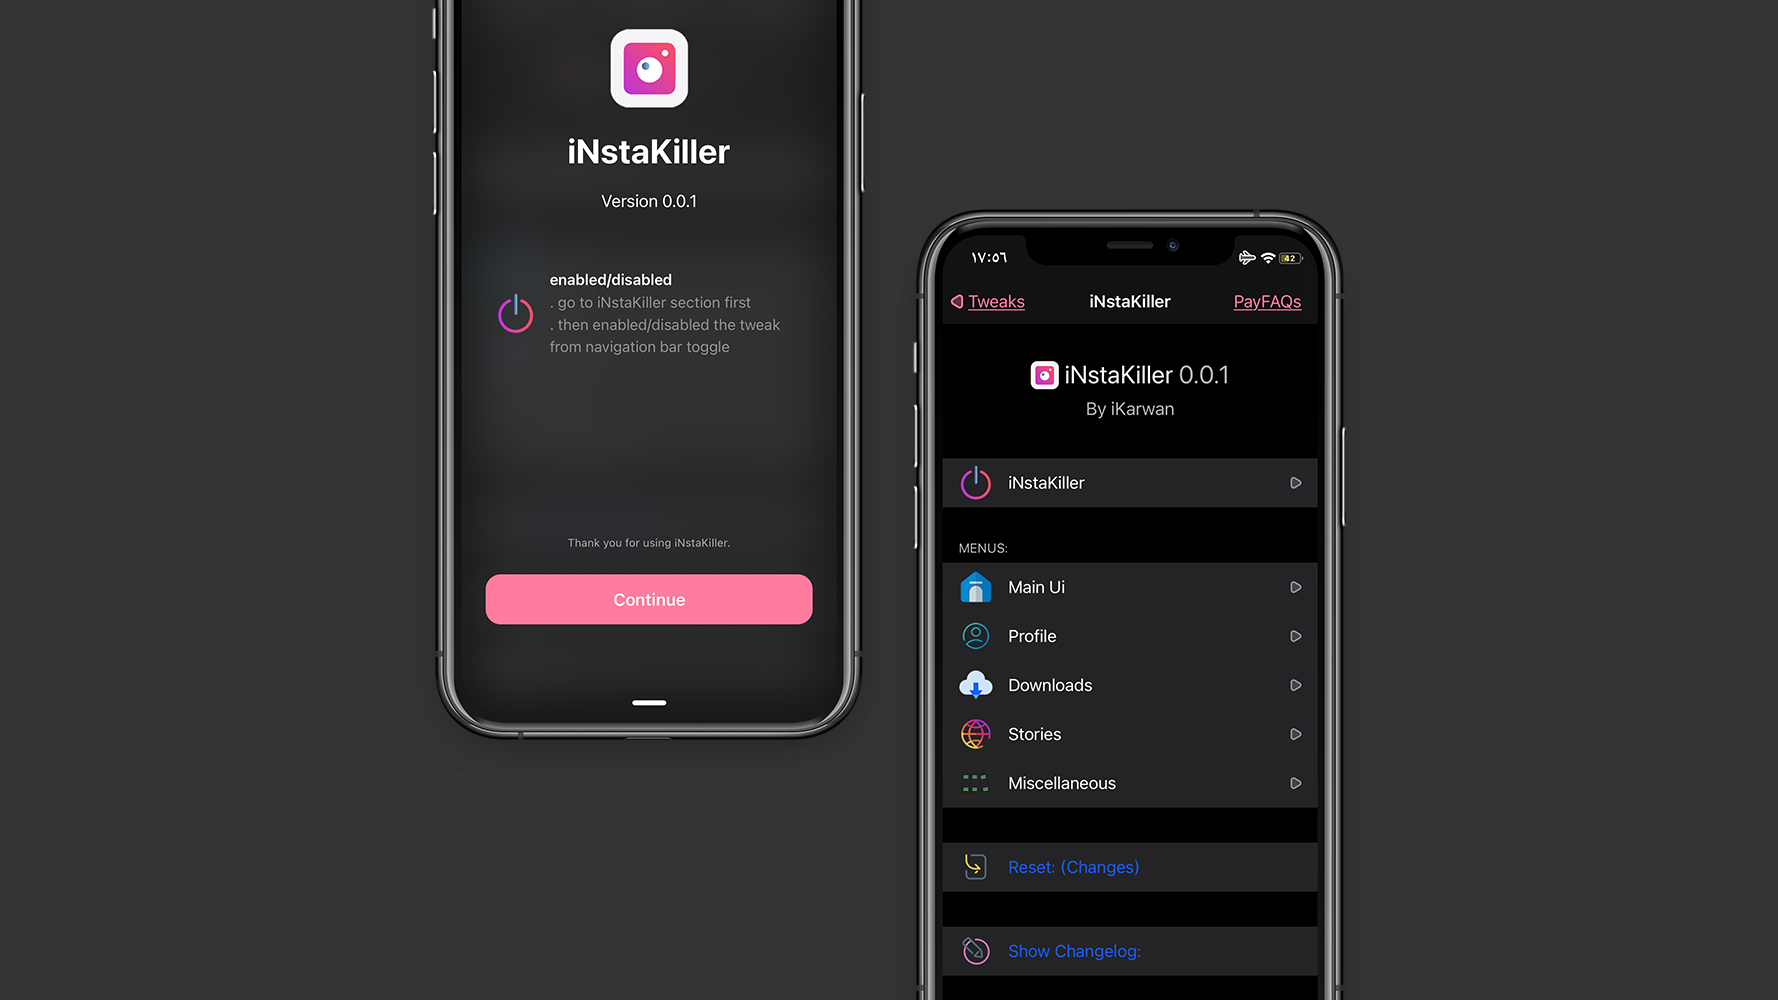 iNstaKiller
Version 0.0.1
enabled/disabled
. go to iNstaKiller section first
. then enabled/disabled the tweak
from navigation bar toggle
Thank you for using iNstaKiller.
Continue
١٧:٥٦
42
Tweaks
iNstaKiller
PayFAQs
iNstaKiller 0.0.1
By iKarwan
iNstaKiller
MENUS:
Main Ui
Profile
Downloads
Stories
Miscellaneous
Reset: (Changes)
Show Changelog: